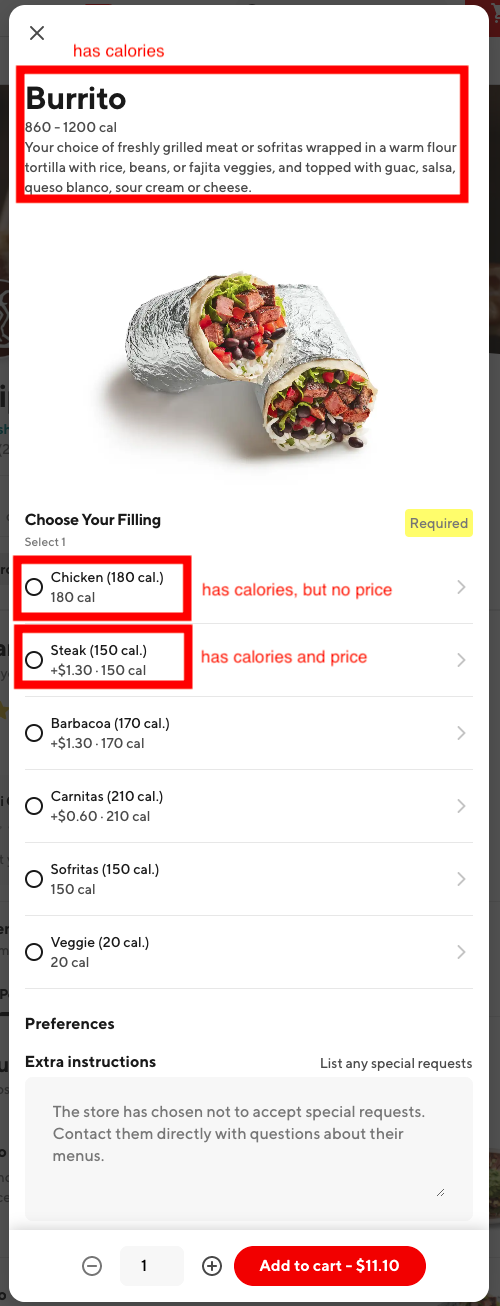 has calories
Burrito
860 - 1200 cal
Your choice of freshly grilled meat or sofritas wrapped in a warm flour
tortilla with rice, beans, or fajita veggies, and topped with guac, salsa,
queso blanco, sour cream or cheese.
Choose Your Filling
Required
Select 1
Chicken (180 cal.)
180 cal
has calories, but no price
Steak (150 cal.)
+$1.30 · 150 cal
has calories and price
Barbacoa (170 cal.)
+$1.30 · 170 cal
Carnitas (210 cal.)
+$0.60 · 210 cal
Sofritas (150 cal.)
150 cal
Veggie (20 cal.)
20 cal
Preferences
Extra instructions
List any special requests
The store has chosen not to accept special requests.
Contact them directly with questions about their
menus.
1
Add to cart - $11.10